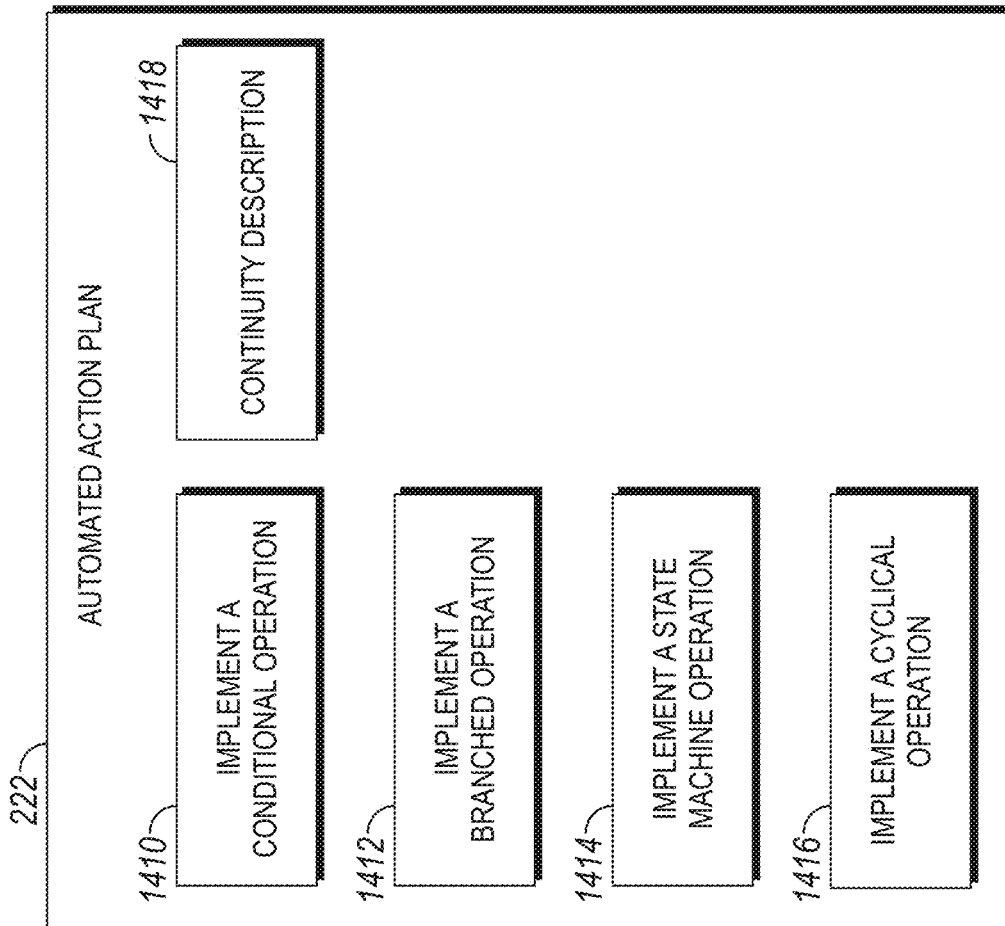 222
AUTOMATED ACTION PLAN
1410
IMPLEMENT A
CONDITIONAL OPERATION
1412
IMPLEMENT A
BRANCHED OPERATION
1414
IMPLEMENT A STATE
MACHINE OPERATION
1416
IMPLEMENT A CYCLICAL
OPERATION
1418
CONTINUITY DESCRIPTION